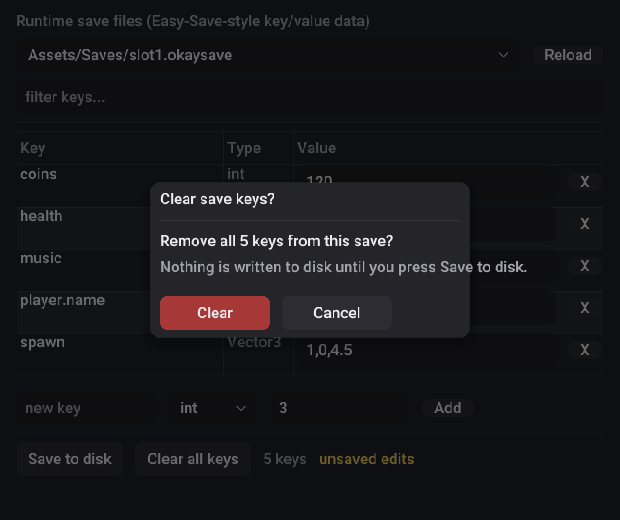 Runtime save files (Easy-Save-style key/value data)
Assets/Saves/slot1.okaysave Reload
filter keys...
Key Type Value
coins int 120 X
Clear save keys?
health X
Remove all 5 keys from this save?
music X
Nothing is written to disk until you press Save to disk.
player.name X
Clear Cancel
spawn Vector3 1,0,4.5 X
new key int 3 Add
Save to disk Clear all keys 5 keys unsaved edits